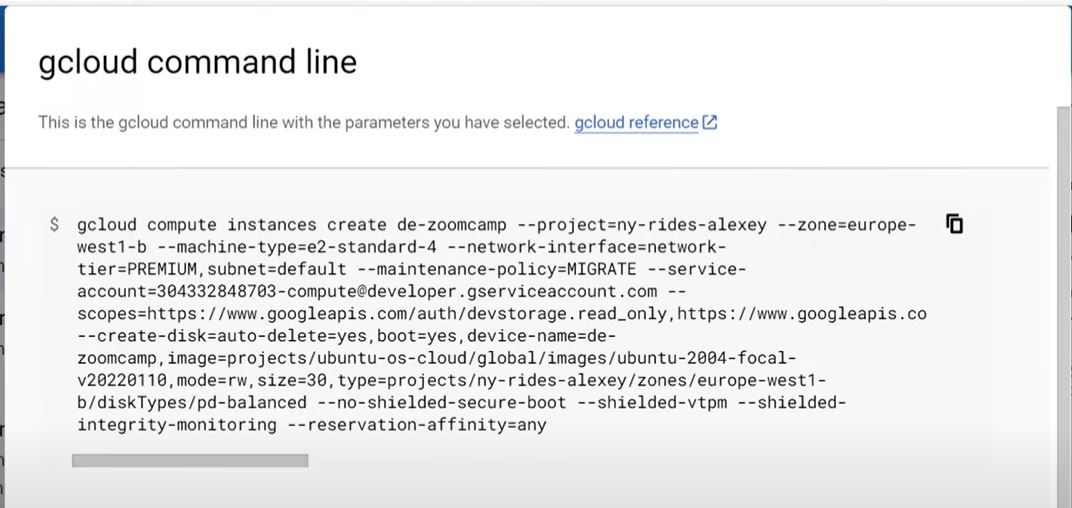 gcloud command line
This is the gcloud command line with the parameters you have selected. gcloud reference
$ gcloud compute instances create de-zoomcamp --project=ny-rides-alexey --zone=europe-
west1-b --machine-type=e2-standard-4 --network-interface=network-
tier=PREMIUM,subnet=default --maintenance-policy=MIGRATE --service-
account=304332848703-compute@developer.gserviceaccount.com --
scopes=https://www.googleapis.com/auth/devstorage.read_only,https://www.googleapis.co
--create-disk=auto-delete=yes,boot=yes,device-name=de-
zoomcamp,image=projects/ubuntu-os-cloud/global/images/ubuntu-2004-focal-
v20220110,mode=rw,size=30,type=projects/ny-rides-alexey/zones/europe-west1-
b/diskTypes/pd-balanced --no-shielded-secure-boot --shielded-vtpm --shielded-
integrity-monitoring --reservation-affinity=any